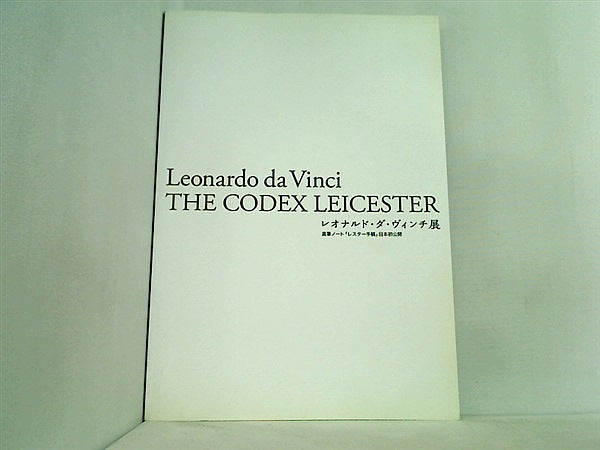 Leonardo da Vinci
THE CODEX LEICESTER
レオナルド・ダ・ヴィンチ展
直筆ノート「レスター手稿」日本初公開